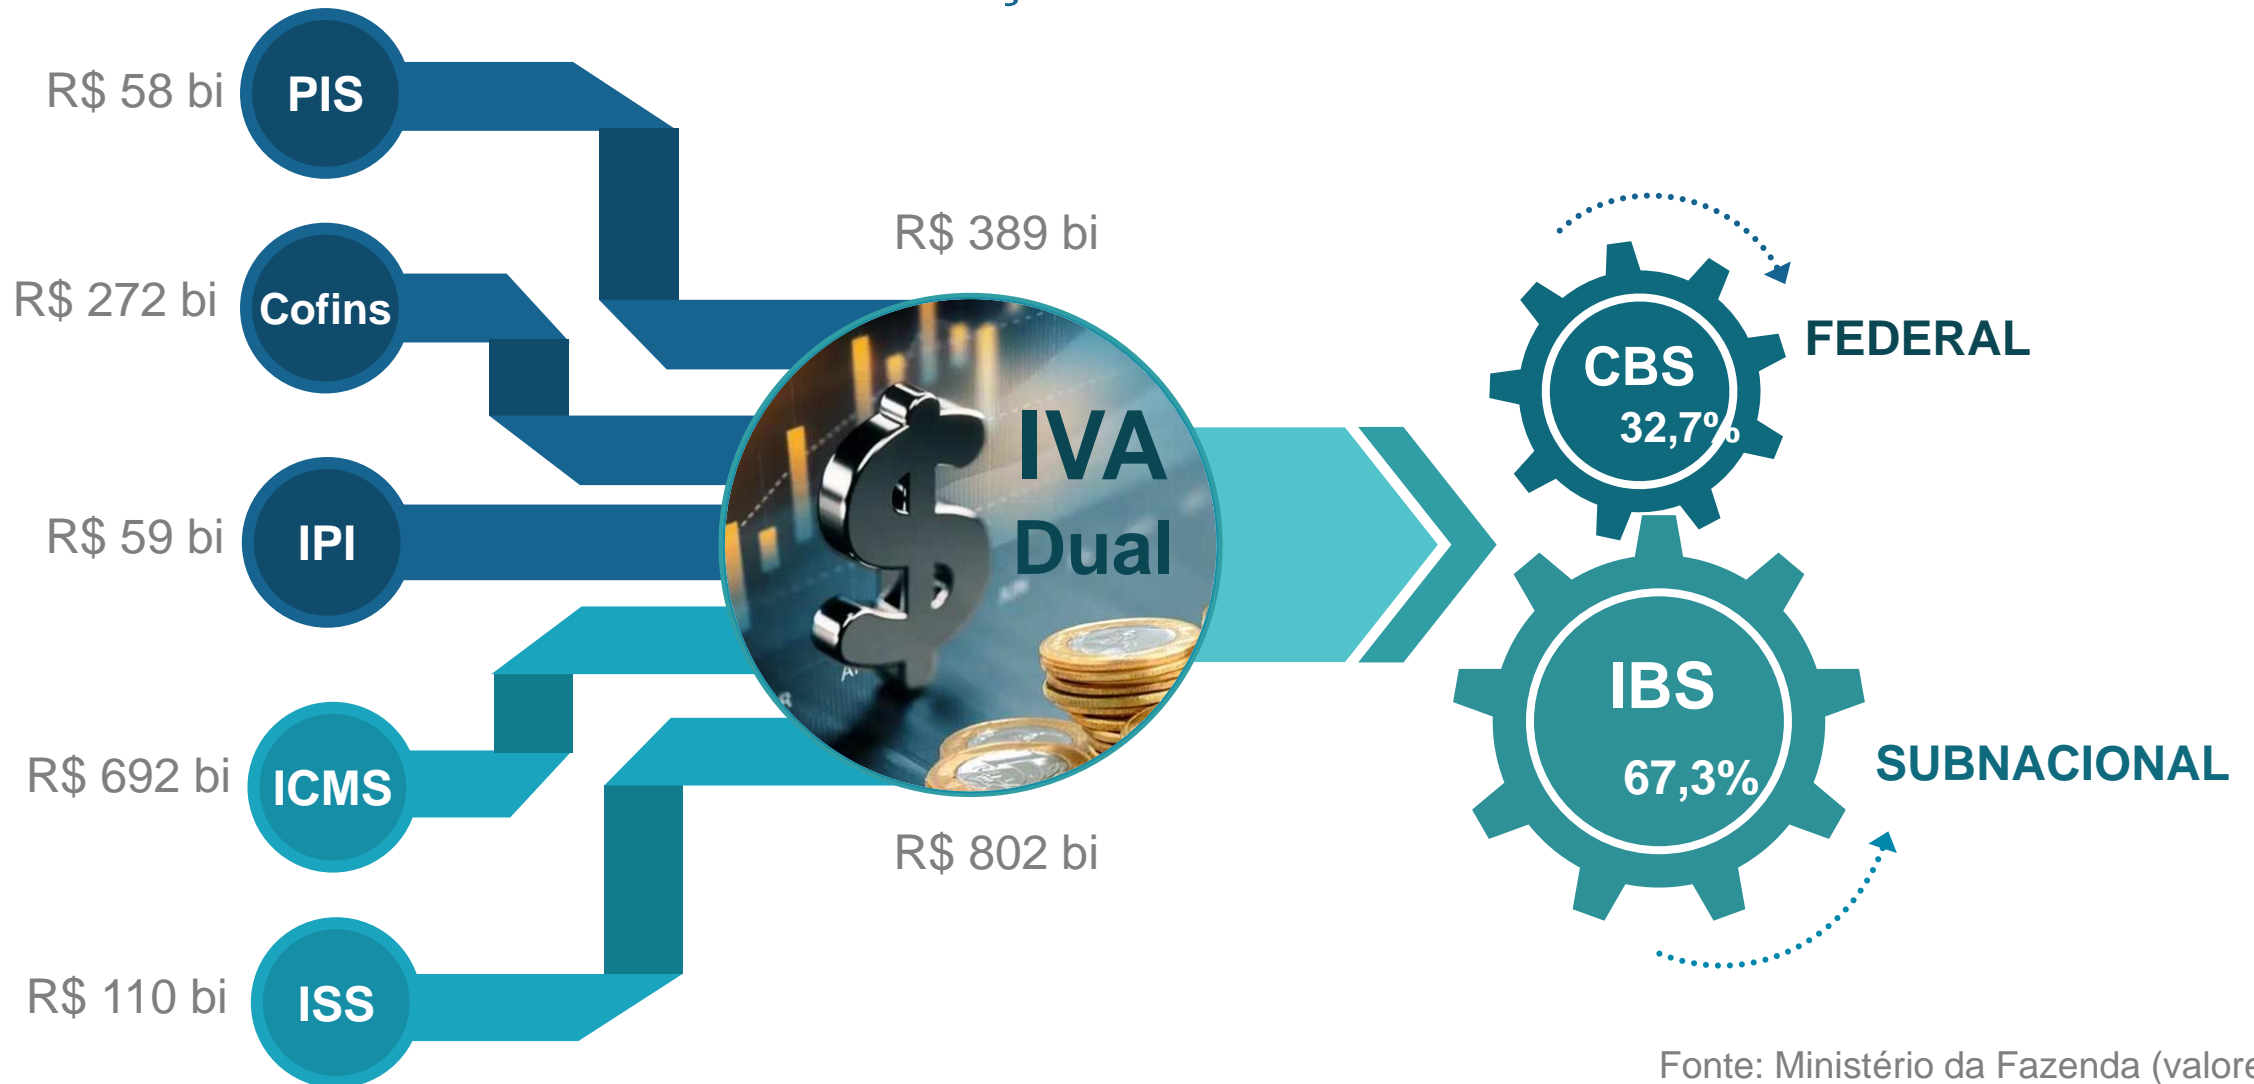 R$ 58 bi
PIS
R$ 389 bi
R$ 272 bi
Cofins
FEDERAL
CBS
32,7%
IVA
Dual
R$ 59 bi
IPI
IBS
67,3%
SUBNACIONAL
R$ 692 bi
ICMS
R$ 802 bi
R$ 110 bi
ISS
Fonte: Ministério da Fazenda